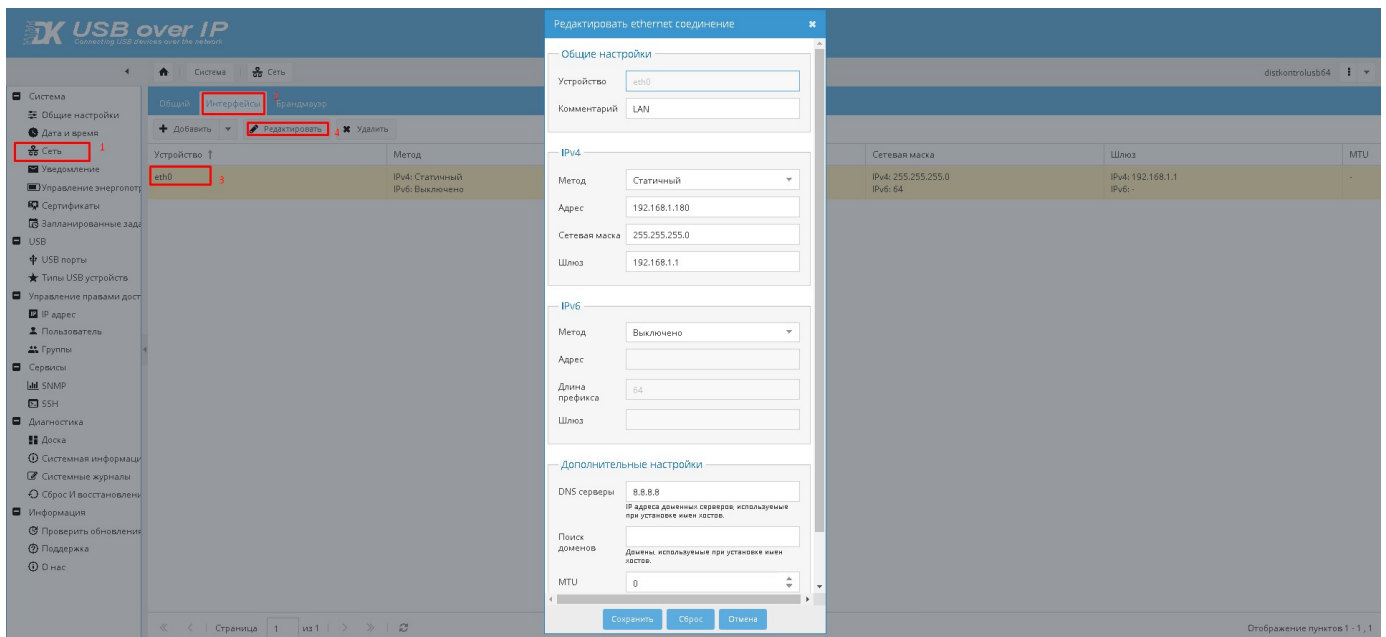 DK USB over IP
Connecting USB devices over the network
Система Сеть
distkontrolusb64
Система
Общие настройки
Дата и время
Сеть
1
Уведомление
Управление энергопот
Сертификаты
Запланированные зада
USB
USB порты
Типы USB устройств
Управление правами дост
IP адрес
Пользователь
Группы
Сервисы
SNMP
SSH
Диагностика
Доска
Системная информаци
Системные журналы
Сброс И восстановлени
Информация
Проверить обновления
Поддержка
О нас
Общий Интерфейсы Брандмауэр
Добавить Редактировать 4 Удалить
Устройство Метод Сетевая маска Шлюз MTU
eth0 3 IPv4: Статичный IPv4: 255.255.255.0 IPv4: 192.168.1.1 -
IPv6: Выключено IPv6: 64 IPv6: -
Редактировать ethernet соединение
Общие настройки
Устройство eth0
Комментарий LAN
IPv4
Метод Статичный
Адрес 192.168.1.180
Сетевая маска 255.255.255.0
Шлюз 192.168.1.1
IPv6
Метод Выключено
Адрес
Длина префикса 64
Шлюз
Дополнительные настройки
DNS серверы 8.8.8.8
IP адреса доменных серверов, используемые
при установке имен хостов.
Поиск доменов
Домены, используемые при установке имен
хостов.
MTU 0
Сохранить Сброс Отмена
Страница 1 из 1
Отображение пунктов 1 - 1 , 1